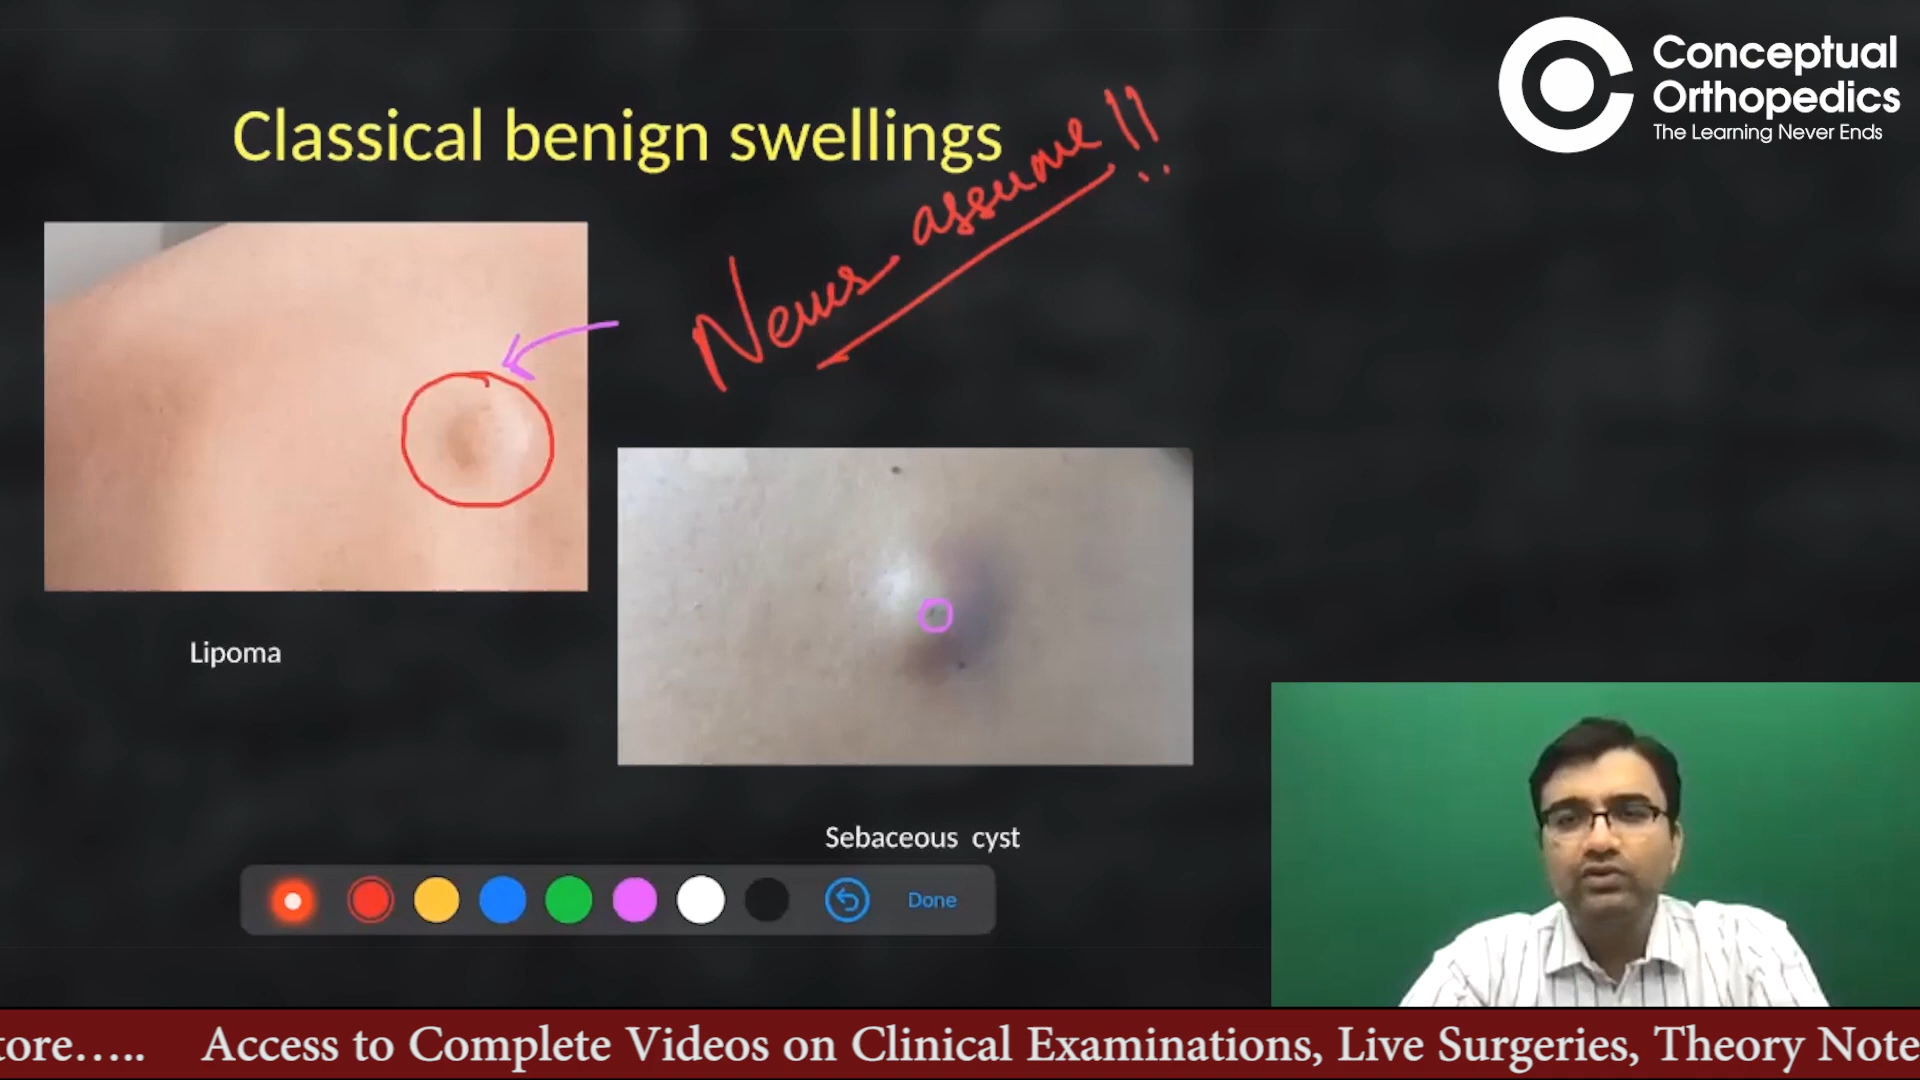 Conceptual
Orthopedics
The Learning Never Ends
Classical benign swellings
Never assume !!
Lipoma
Sebaceous cyst
Done
tore..... Access to Complete Videos on Clinical Examinations, Live Surgeries, Theory Note